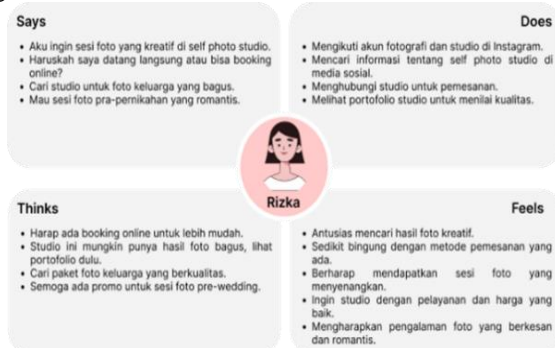 Says
• Aku ingin sesi foto yang kreatif di self photo studio.
• Haruskah saya datang langsung atau bisa booking
online?
• Cari studio untuk foto keluarga yang bagus.
• Mau sesi foto pra-pernikahan yang romantis.
Does
• Mengikuti akun fotografi dan studio di Instagram.
• Mencari informasi tentang self photo studio di
media sosial.
• Menghubungi studio untuk pemesanan.
• Melihat portofolio studio untuk menilai kualitas.
Rizka
Thinks
• Harap ada booking online untuk lebih mudah.
• Studio ini mungkin punya hasil foto bagus, lihat
portofolio dulu.
• Cari paket foto keluarga yang berkualitas.
• Semoga ada promo untuk sesi foto pre-wedding.
Feels
• Antusias mencari hasil foto kreatif.
• Sedikit bingung dengan metode pemesanan yang
ada.
• Berharap mendapatkan sesi foto yang
menyenangkan.
• Ingin studio dengan pelayanan dan harga yang
baik.
• Mengharapkan pengalaman foto yang berkesan
dan romantis.